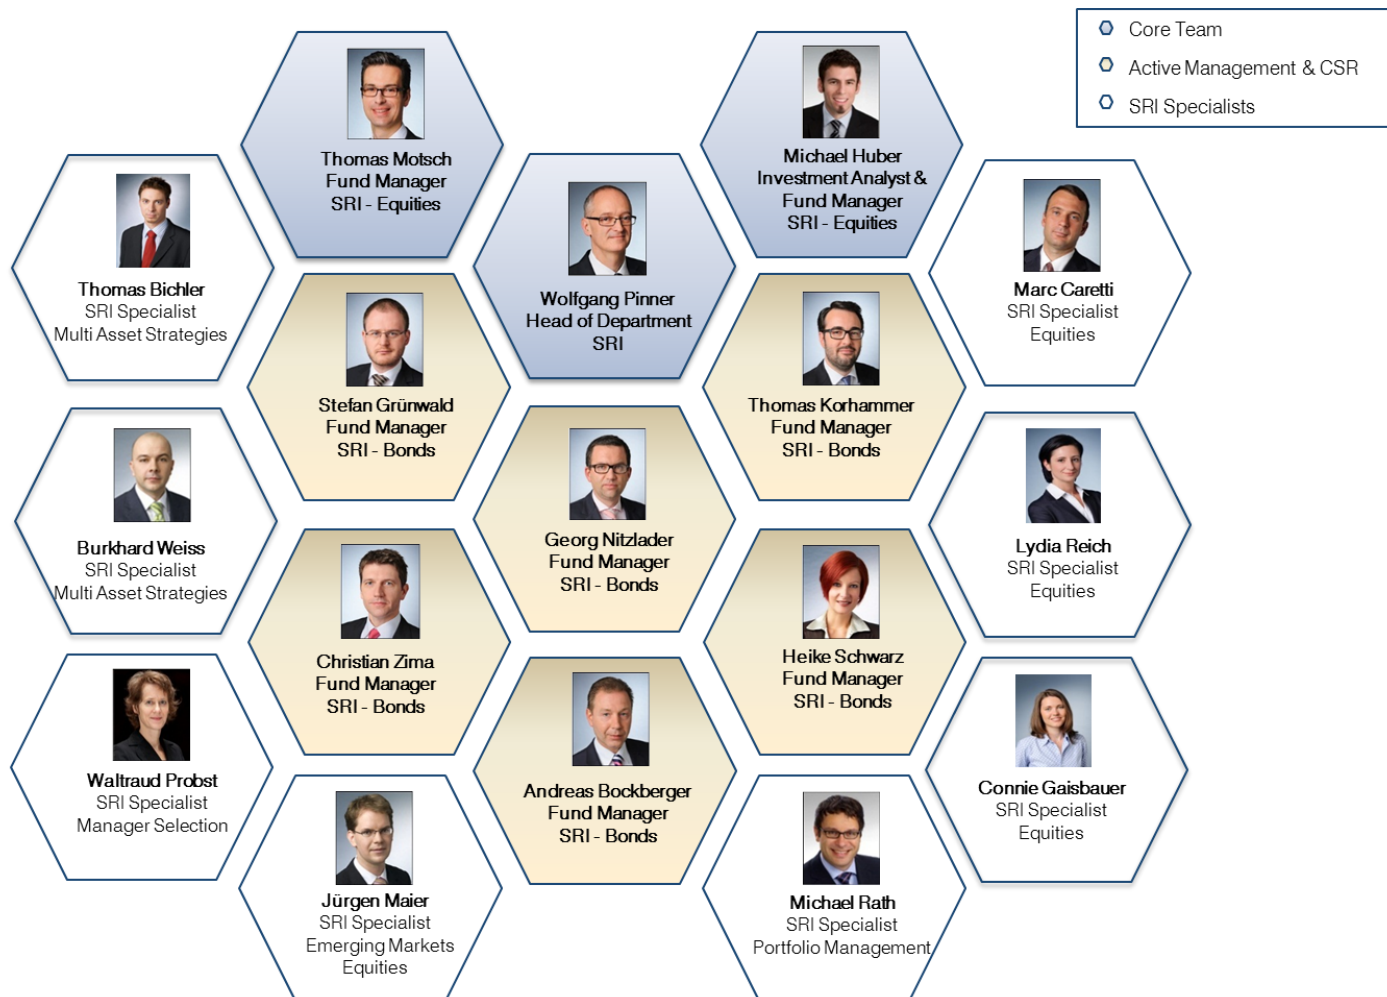 Core Team
Active Management & CSR
SRI Specialists
Thomas Motsch
Fund Manager
SRI - Equities
Michael Huber
Investment Analyst &
Fund Manager
SRI - Equities
Thomas Bichler
SRI Specialist
Multi Asset Strategies
Wolfgang Pinner
Head of Department
SRI
Marc Caretti
SRI Specialist
Equities
Stefan Grünwald
Fund Manager
SRI - Bonds
Thomas Korhammer
Fund Manager
SRI - Bonds
Burkhard Weiss
SRI Specialist
Multi Asset Strategies
Georg Nitzlader
Fund Manager
SRI - Bonds
Lydia Reich
SRI Specialist
Equities
Christian Zima
Fund Manager
SRI - Bonds
Heike Schwarz
Fund Manager
SRI - Bonds
Waltraud Probst
SRI Specialist
Manager Selection
Andreas Bockberger
Fund Manager
SRI - Bonds
Connie Gaisbauer
SRI Specialist
Equities
Jürgen Maier
SRI Specialist
Emerging Markets
Equities
Michael Rath
SRI Specialist
Portfolio Management